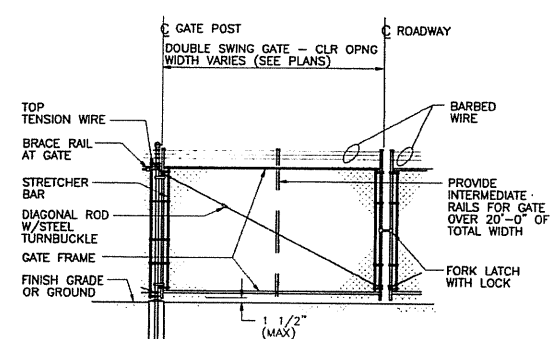 ℄ GATE POST
℄ ROADWAY
DOUBLE SWING GATE – CLR OPNG
WIDTH VARIES (SEE PLANS)
TOP
TENSION WIRE
BRACE RAIL
AT GATE
STRETCHER
BAR
DIAGONAL ROD
W/STEEL
TURNBUCKLE
GATE FRAME
FINISH GRADE
OR GROUND
BARBED
WIRE
PROVIDE
INTERMEDIATE
RAILS FOR GATE
OVER 20'-0" OF
TOTAL WIDTH
FORK LATCH
WITH LOCK
1 1/2"
(MAX)